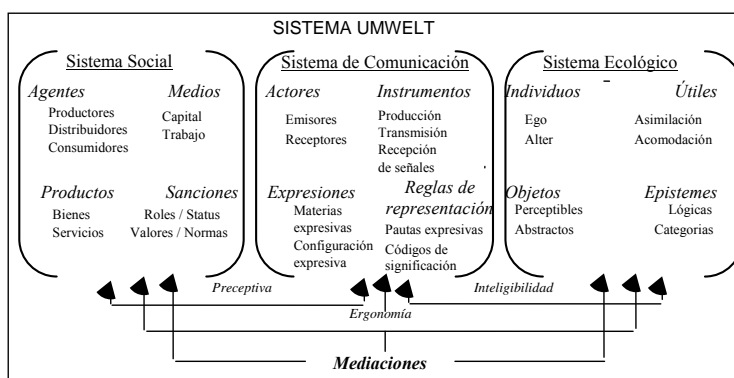 SISTEMA UMWELT
Sistema Social
Agentes
Productores
Distribuidores
Consumidores
Medios
Capital
Trabajo
Productos
Bienes
Servicios
Sanciones
Roles / Status
Valores / Normas
Sistema de Comunicación
Actores
Emisores
Receptores
Instrumentos
Producción
Transmisión
Recepción
de señales
Expresiones
Materias
expresivas
Configuración
expresiva
Reglas de
representación
Pautas expresivas
Códigos de
significación
Sistema Ecológico
Individuos
Ego
Alter
Útiles
Asimilación
Acomodación
Objetos
Perceptibles
Abstractos
Epistemes
Lógicas
Categorias
Preceptiva
Inteligibilidad
Ergonomía
Mediaciones